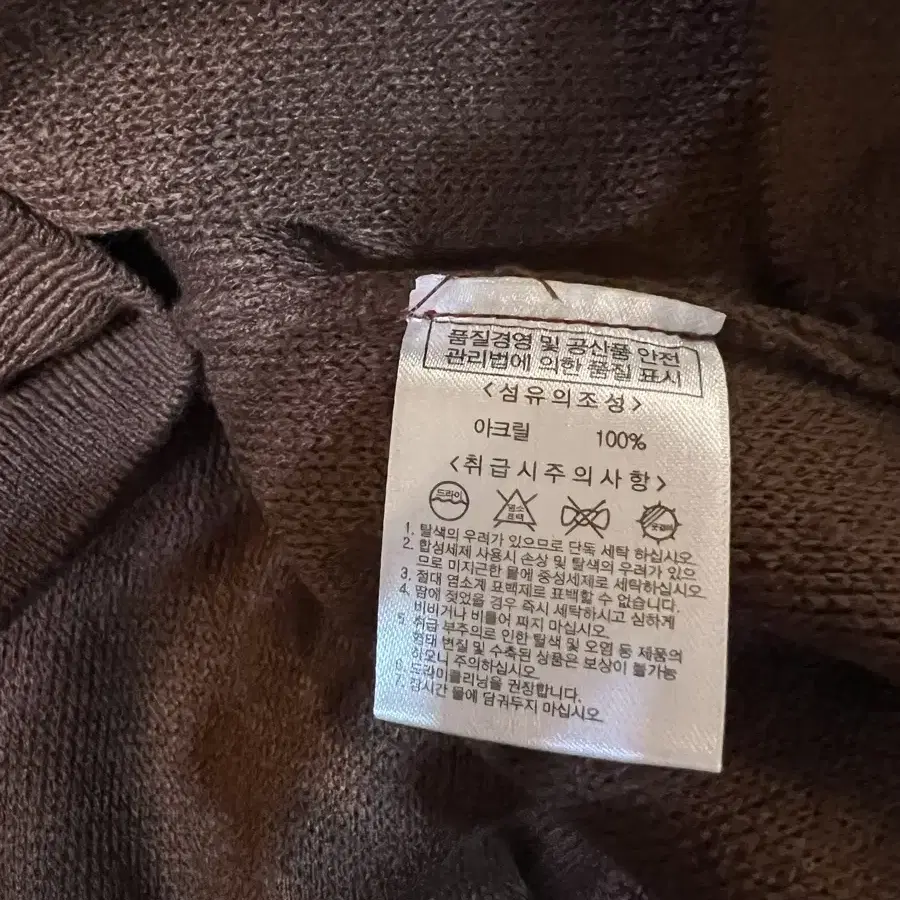 품질경영 및 공산품 안전
관리법에 의한 품질 표시
<섬유의조성>
아크릴 100%
<취급시주의사항>
드라이 염소 표백 옷걸이
1. 탈색의 우려가 있으므로 단독 세탁 하십시오
2. 합성세제 사용시 손상 및 탈색의 우려가 있으
므로 미지근한 물에 중성세제로 세탁하십시오.
3. 절대 염소계 표백제로 표백할 수 없습니다.
4. 땀에 젖었을 경우 즉시 세탁하시고 심하게
비비거나 비틀어 짜지 마십시오.
5. 취급 부주의로 인한 탈색 및 오염 등 제품의
형태 변질 및 수축된 상품은 보상이 불가능
하오니 주의하십시오.
6. 드라이클리닝을 권장합니다.
7. 장시간 물에 담궈두지 마십시오.